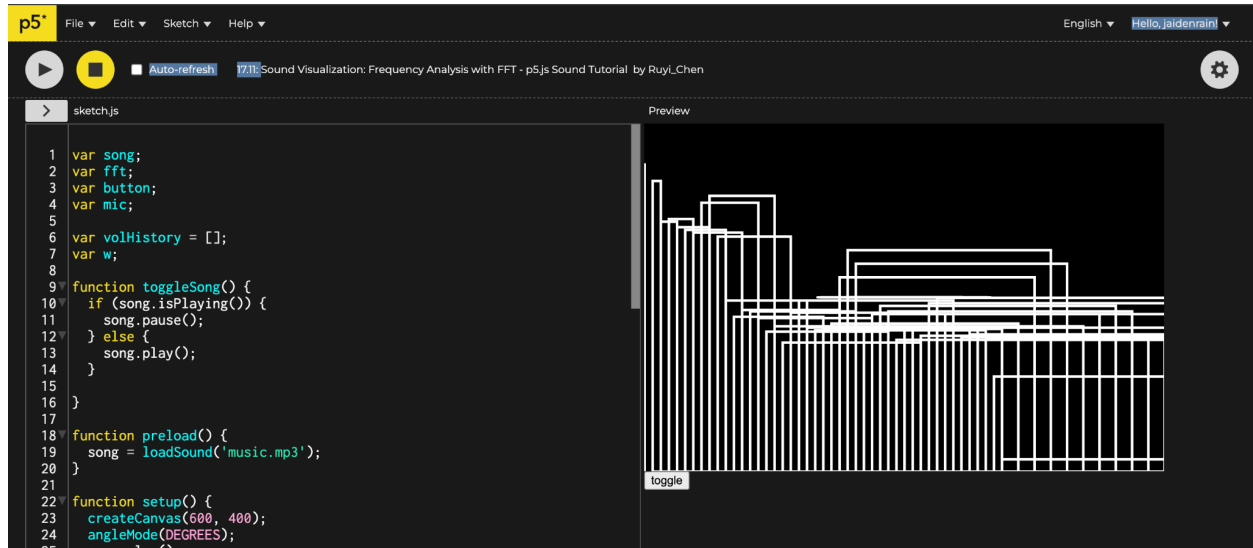 p5* File ▾ Edit ▾ Sketch ▾ Help ▾ English ▾ Hello, jaidenrain! ▾
Auto-refresh 17.11: Sound Visualization: Frequency Analysis with FFT - p5.js Sound Tutorial by Ruyi_Chen
> sketch.js Preview
1 var song;
2 var fft;
3 var button;
4 var mic;
5
6 var volHistory = [];
7 var w;
8
9 function toggleSong() {
10 if (song.isPlaying()) {
11 song.pause();
12 } else {
13 song.play();
14 }
15
16 }
17
18 function preload() {
19 song = loadSound('music.mp3');
20 }
21
22 function setup() {
23 createCanvas(600, 400);
24 angleMode(DEGREES);
toggle